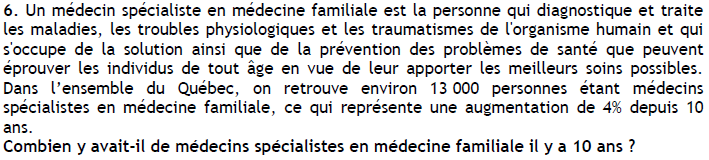 6. Un médecin spécialiste en médecine familiale est la personne qui diagnostique et traite
les maladies, les troubles physiologiques et les traumatismes de l'organisme humain et qui
s'occupe de la solution ainsi que de la prévention des problèmes de santé que peuvent
éprouver les individus de tout âge en vue de leur apporter les meilleurs soins possibles.
Dans l'ensemble du Québec, on retrouve environ 13 000 personnes étant médecins
spécialistes en médecine familiale, ce qui représente une augmentation de 4% depuis 10
ans.
Combien y avait-il de médecins spécialistes en médecine familiale il y a 10 ans ?